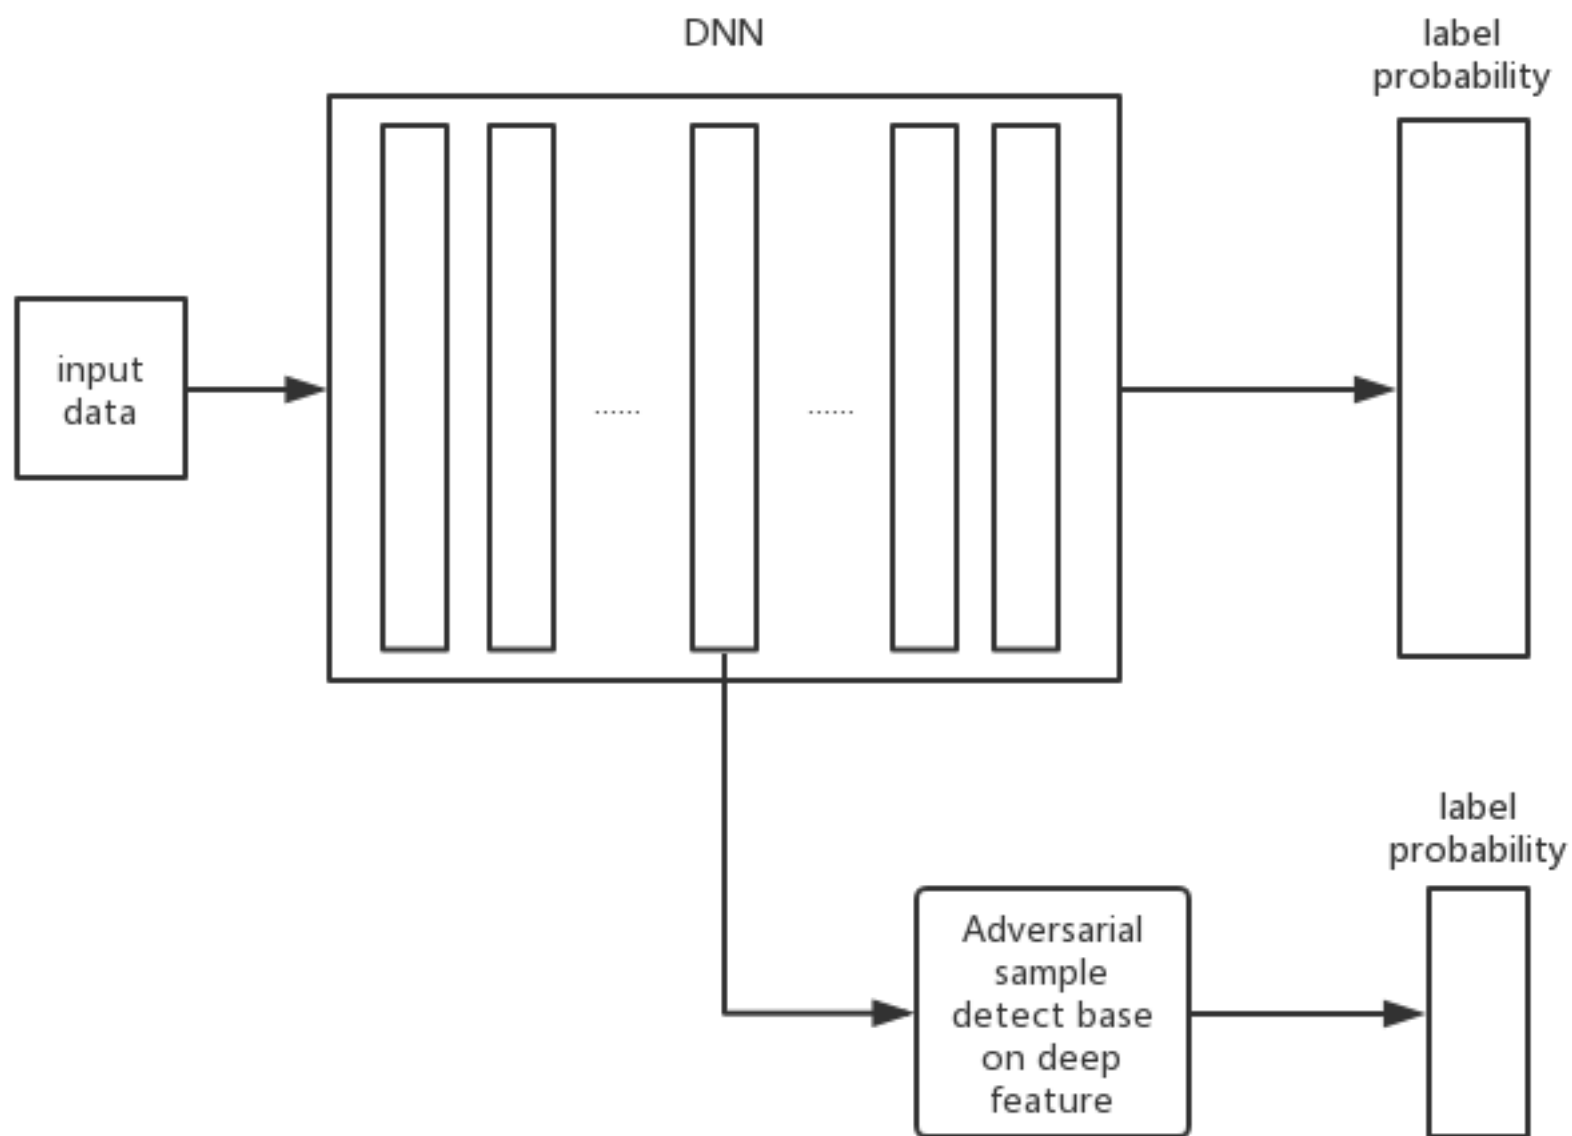 DNN
label
probability
input
data
......
......
label
probability
Adversarial
sample
detect base
on deep
feature